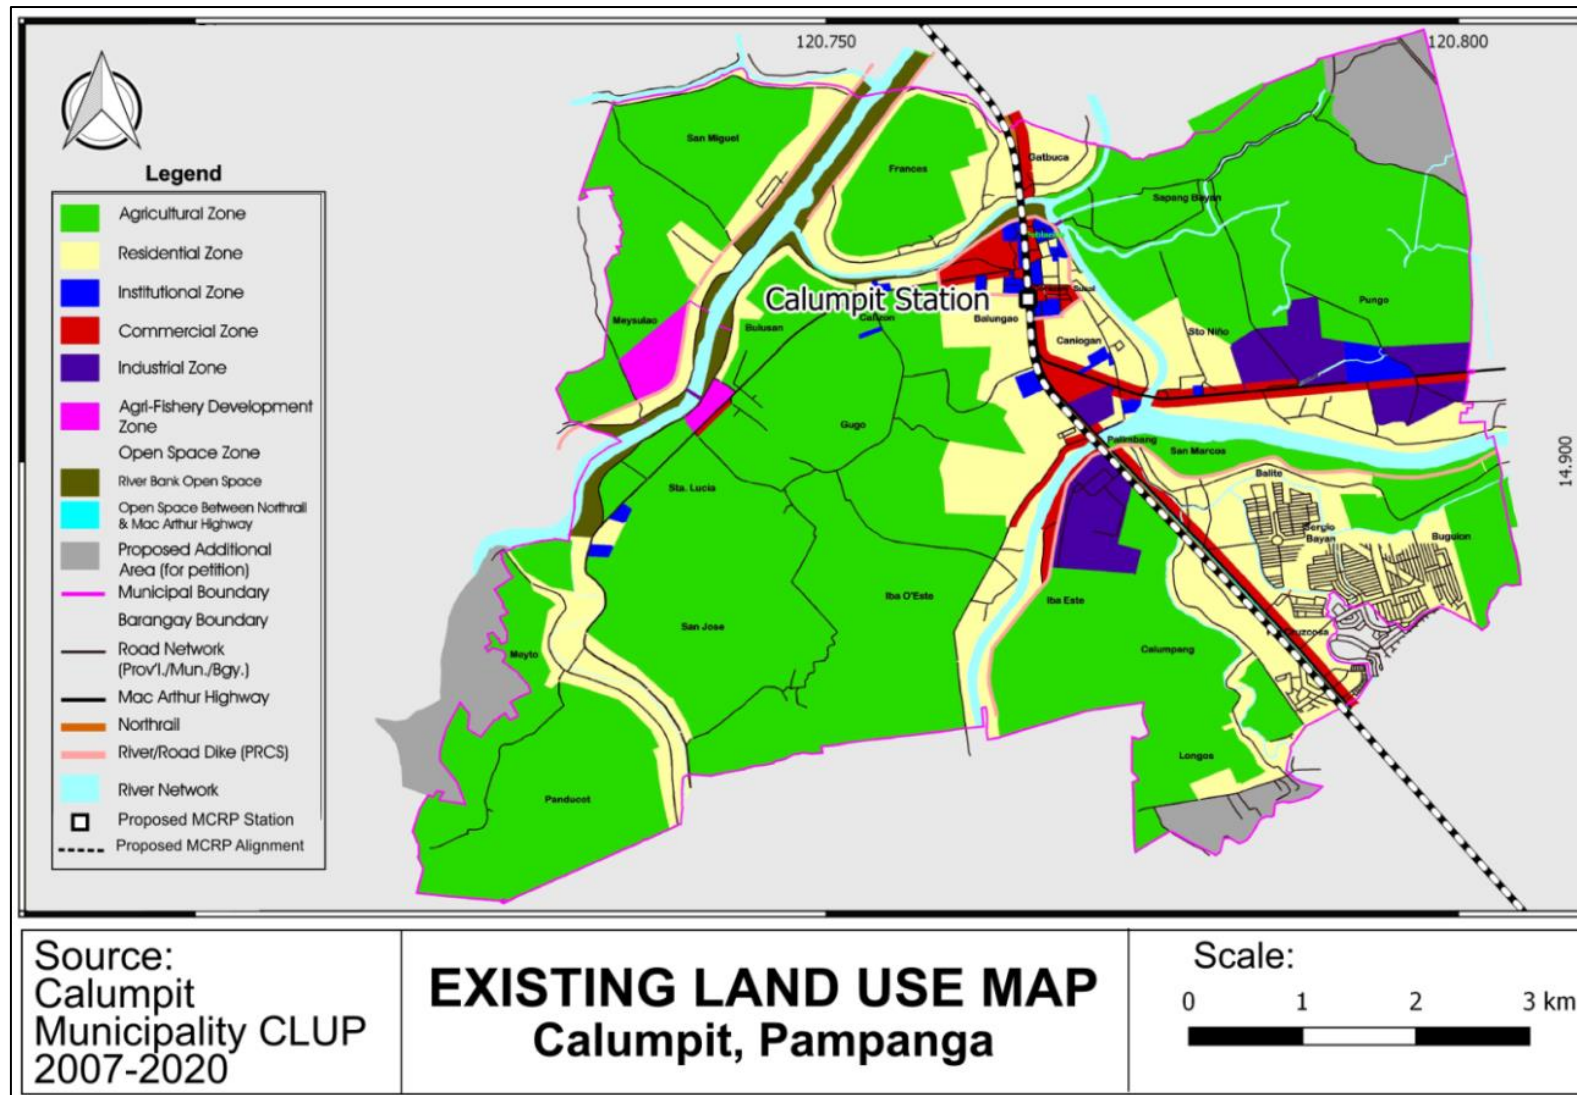 120.750
120.800
14.900
Legend
Agricultural Zone
Residential Zone
Institutional Zone
Commercial Zone
Industrial Zone
Agri-Fishery Development
Zone
Open Space Zone
River Bank Open Space
Open Space Between Northrail
& Mac Arthur Highway
Proposed Additional
Area (for petition)
Municipal Boundary
Barangay Boundary
Road Network
(Prov'l./Mun./Bgy.)
Mac Arthur Highway
Northrail
River/Road Dike (PRCS)
River Network
Proposed MCRP Station
Proposed MCRP Alignment
San Miguel
Frances
Gatbuca
Sapang Bayan
Calumpit Station
Sucol
Meysulao
Bulusan
Balungao
Caniogan
Sto Niño
Pungo
Gugo
Palimbang
San Marcos
Balite
Sta. Lucia
Sergio
Bayan
Buguion
Iba O'Este
Iba Este
San Jose
Meyto
Calumpang
Longos
Panducot
Source:
Calumpit
Municipality CLUP
2007-2020
EXISTING LAND USE MAP
Calumpit, Pampanga
Scale:
0 1 2 3 km